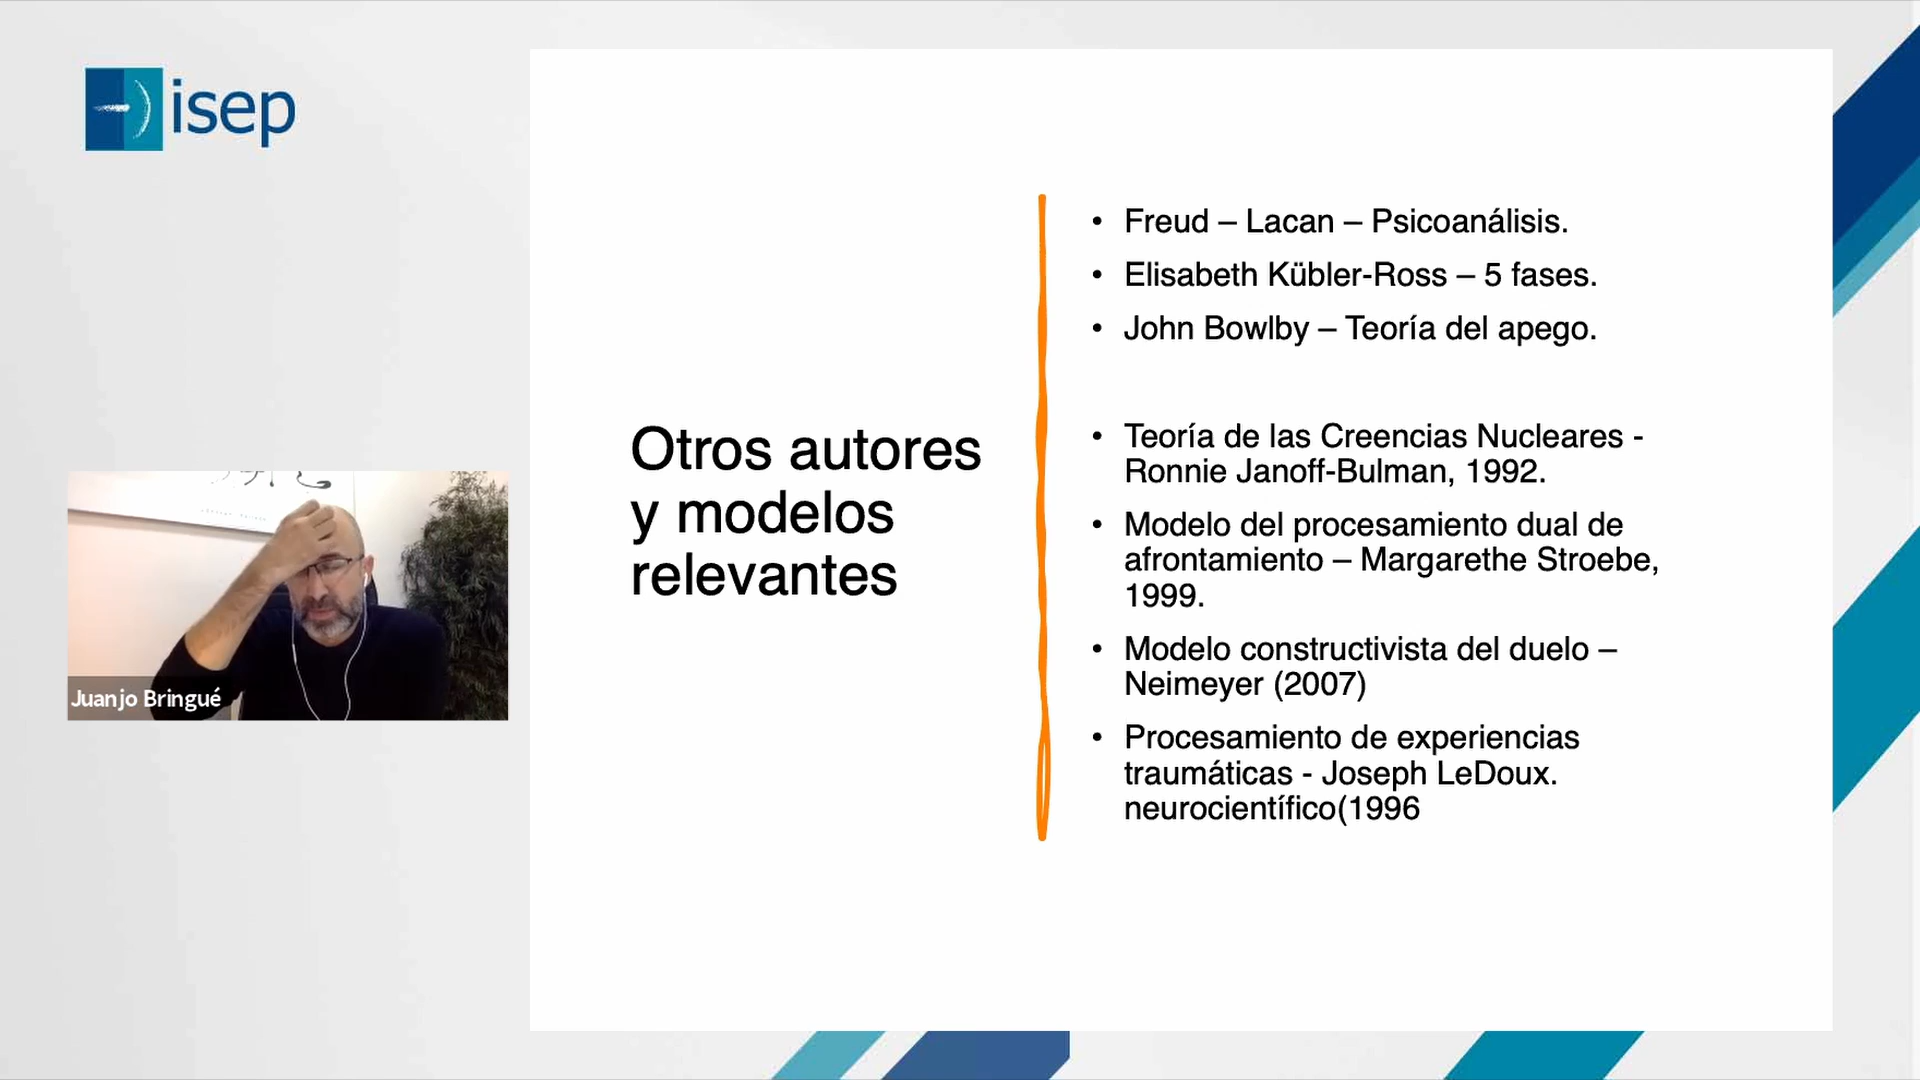 isep
Otros autores
y modelos
relevantes
• Freud – Lacan – Psicoanálisis.
• Elisabeth Kübler-Ross – 5 fases.
• John Bowlby – Teoría del apego.
• Teoría de las Creencias Nucleares -
Ronnie Janoff-Bulman, 1992.
• Modelo del procesamiento dual de
afrontamiento – Margarethe Stroebe,
1999.
• Modelo constructivista del duelo –
Neimeyer (2007)
• Procesamiento de experiencias
traumáticas - Joseph LeDoux.
neurocientífico(1996
Juanjo Bringué